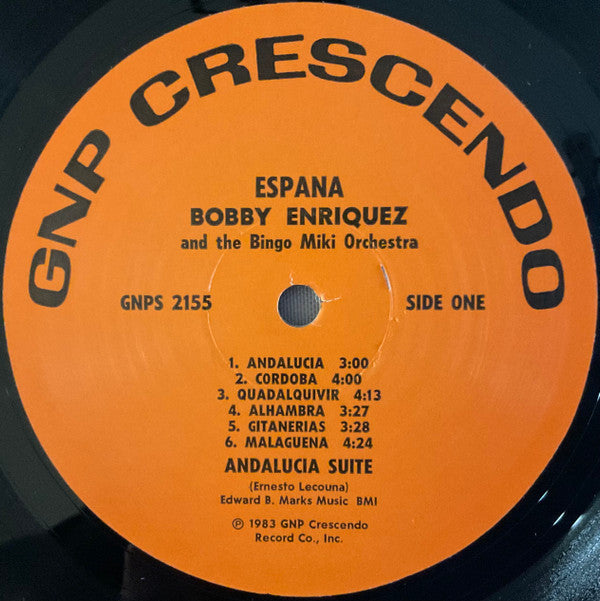 GNP CRESCENDO
ESPANA
BOBBY ENRIQUEZ
and the Bingo Miki Orchestra
GNPS 2155
SIDE ONE
1. ANDALUCIA 3:00
2. CORDOBA 4:00
3. QUADALQUIVIR 4:13
4. ALHAMBRA 3:27
5. GITANERIAS 3:28
6. MALAGUENA 4:24
ANDALUCIA SUITE
(Ernesto Lecouna)
Edward B. Marks Music BMI
℗ 1983 GNP Crescendo
Record Co., Inc.